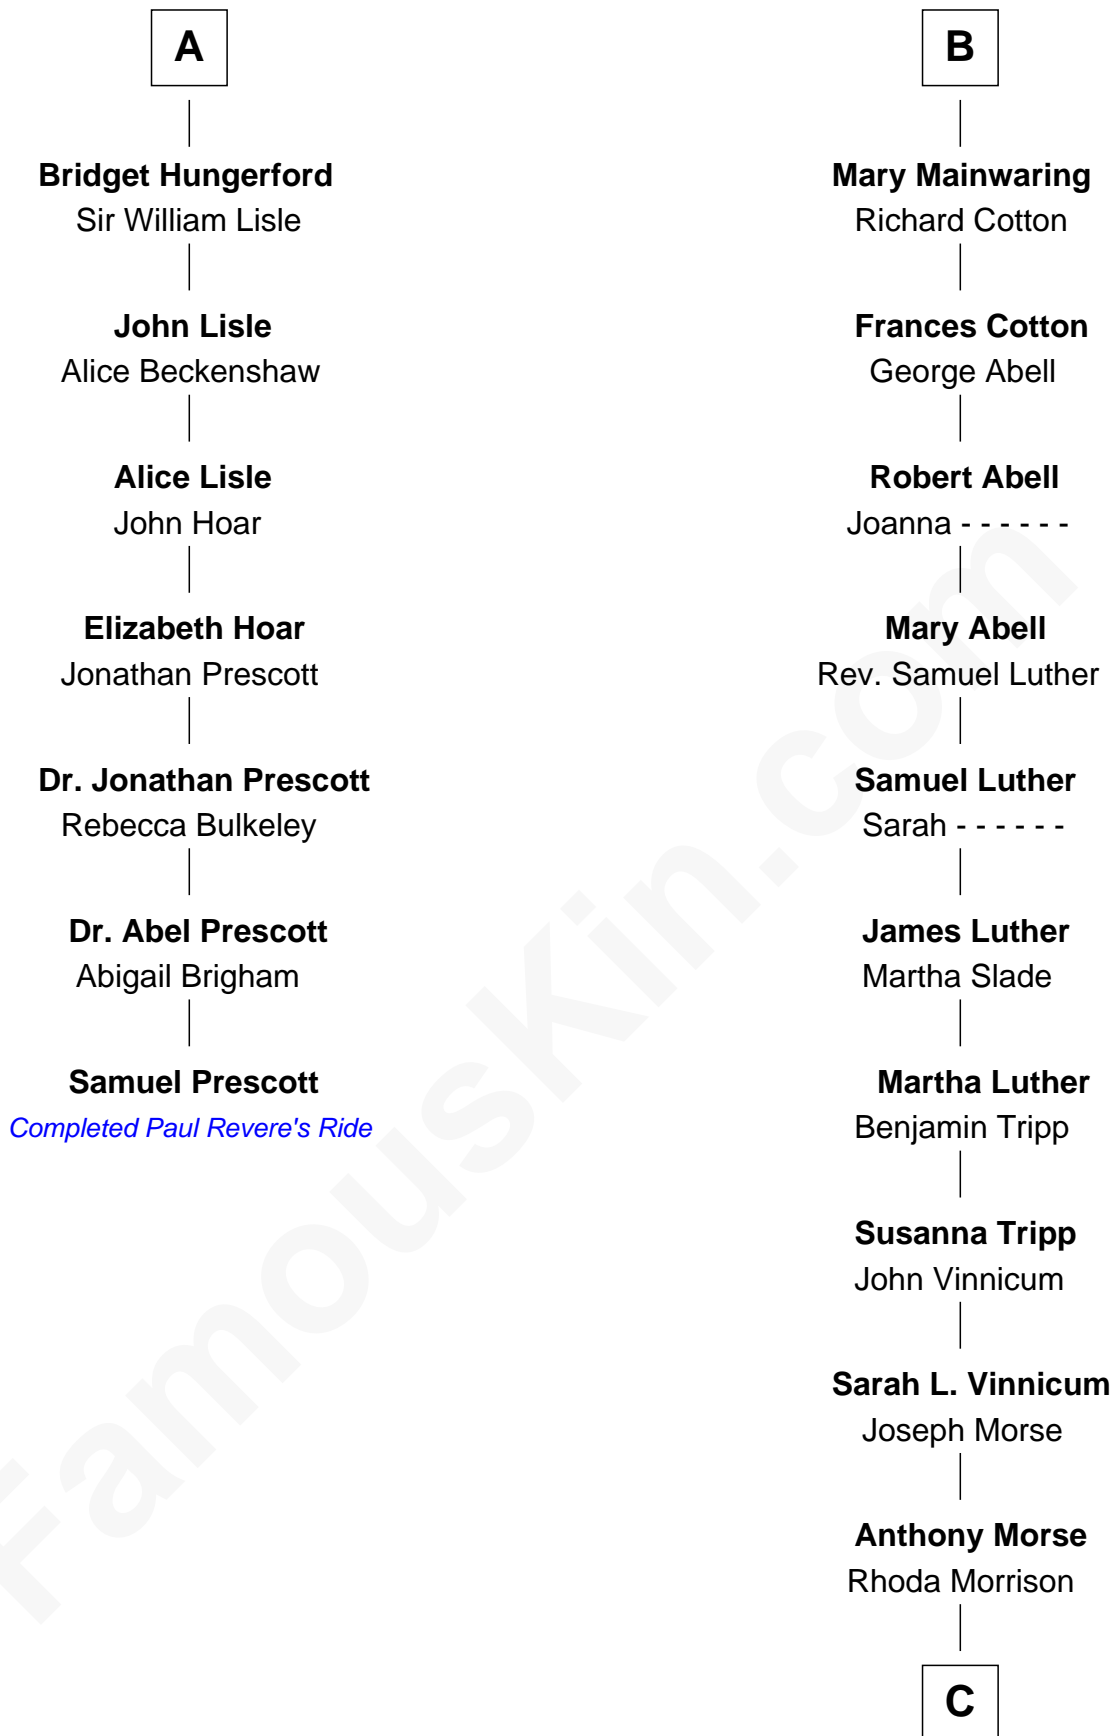 A
Bridget Hungerford
Sir William Lisle
John Lisle
Alice Beckenshaw
Alice Lisle
John Hoar
Elizabeth Hoar
Jonathan Prescott
Dr. Jonathan Prescott
Rebecca Bulkeley
Dr. Abel Prescott
Abigail Brigham
Samuel Prescott
Completed Paul Revere's Ride
B
Mary Mainwaring
Richard Cotton
Frances Cotton
George Abell
Robert Abell
Joanna - - - - - -
Mary Abell
Rev. Samuel Luther
Samuel Luther
Sarah - - - - - -
James Luther
Martha Slade
Martha Luther
Benjamin Tripp
Susanna Tripp
John Vinnicum
Sarah L. Vinnicum
Joseph Morse
Anthony Morse
Rhoda Morrison
C
FamousKin.com